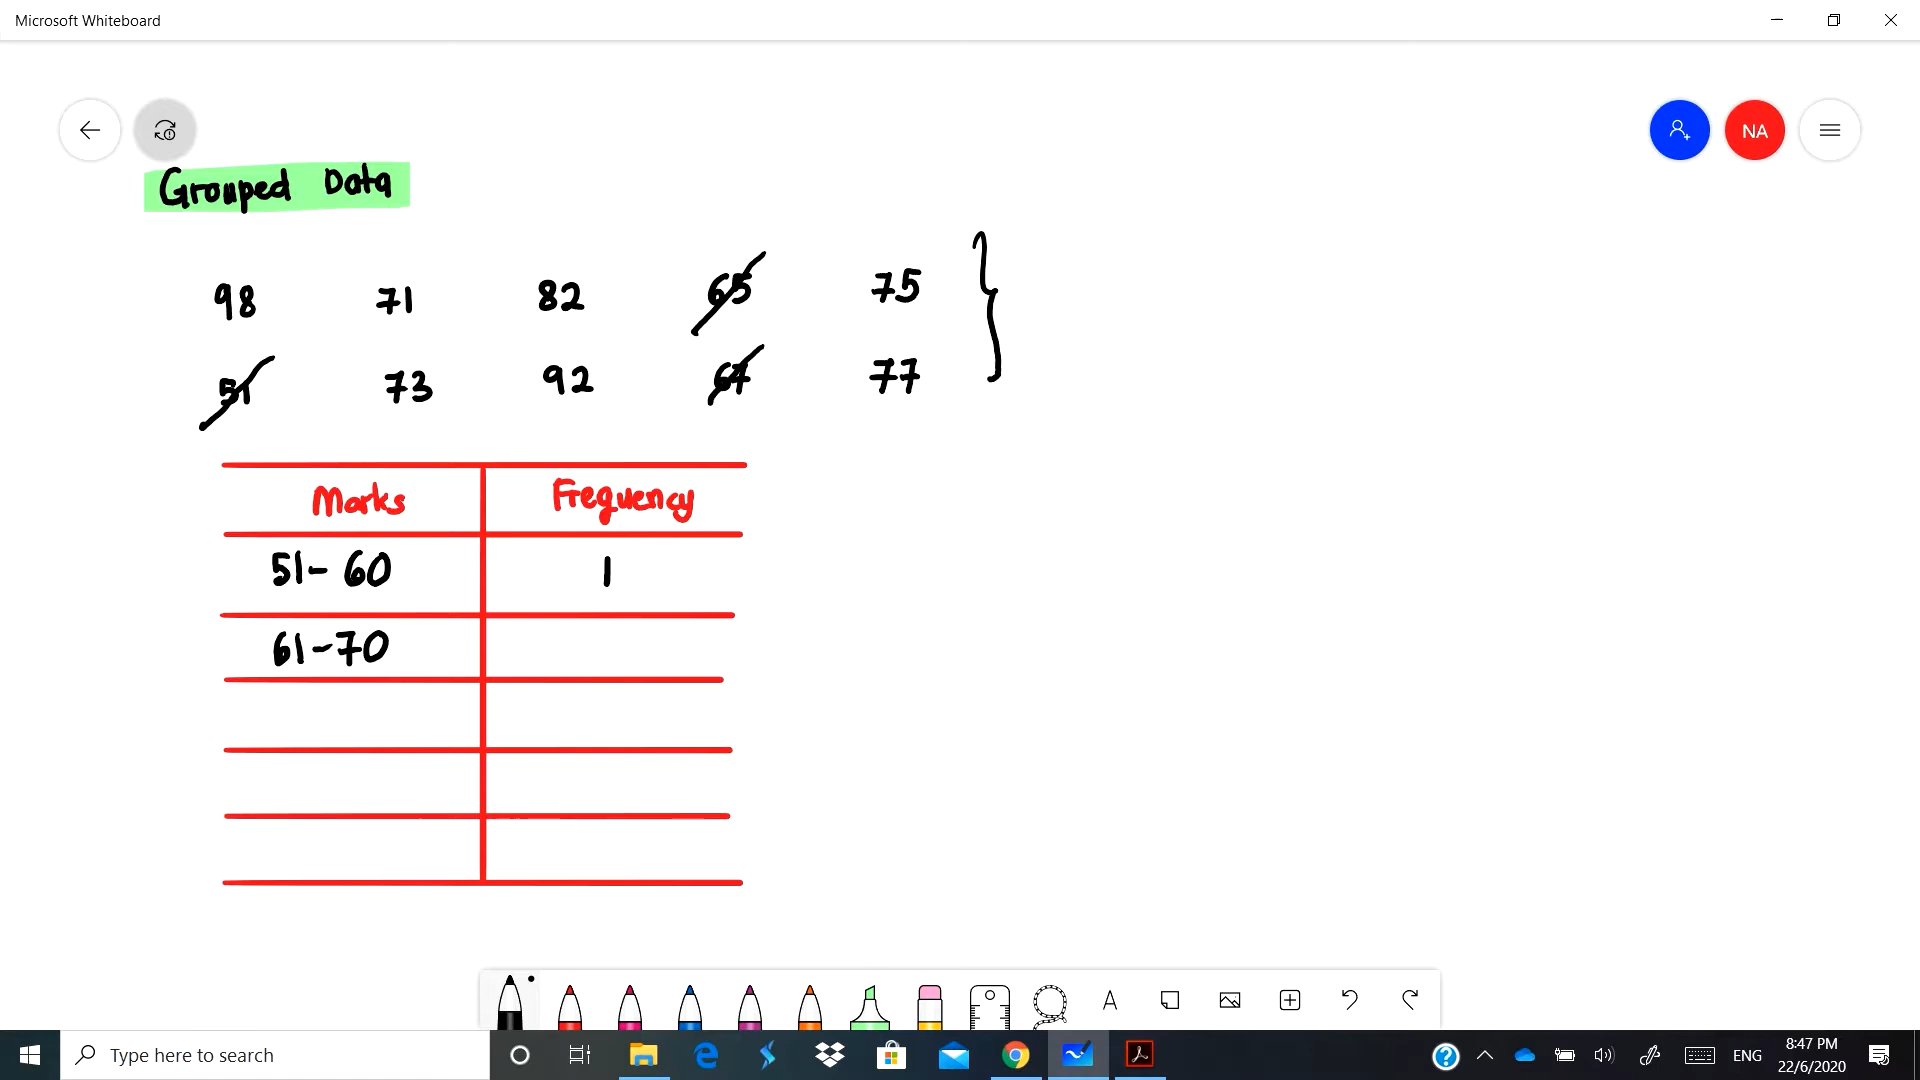 Microsoft Whiteboard
NA
Grouped Data
98 71 82 65 75
51 73 92 67 77
Marks Frequency
51- 60 1
61-70
Type here to search
ENG
8:47 PM
22/6/2020